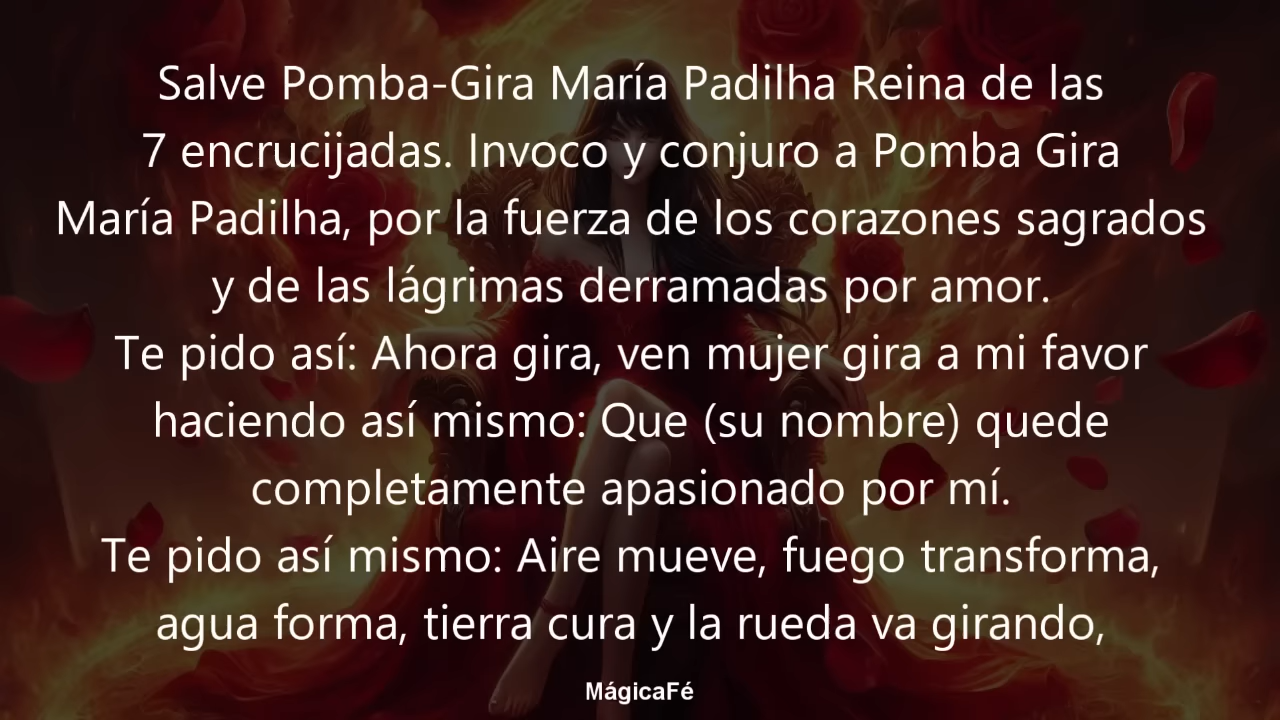 Salve Pomba-Gira María Padilha Reina de las
7 encrucijadas. Invoco y conjuro a Pomba Gira
María Padilha, por la fuerza de los corazones sagrados
y de las lágrimas derramadas por amor.
Te pido así: Ahora gira, ven mujer gira a mi favor
haciendo así mismo: Que (su nombre) quede
completamente apasionado por mí.
Te pido así mismo: Aire mueve, fuego transforma,
agua forma, tierra cura y la rueda va girando,
MágicaFé